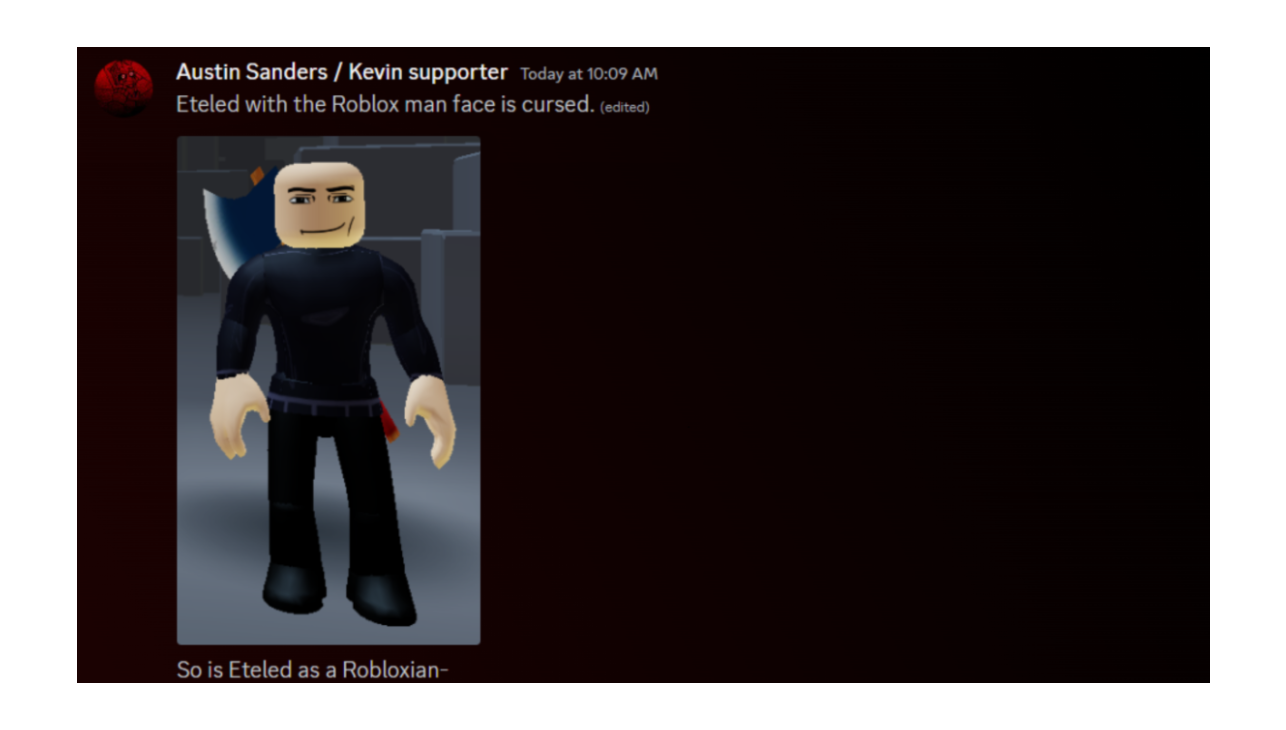 Austin Sanders / Kevin supporter Today at 10:09 AM
Eteled with the Roblox man face is cursed. (edited)
So is Eteled as a Robloxian-